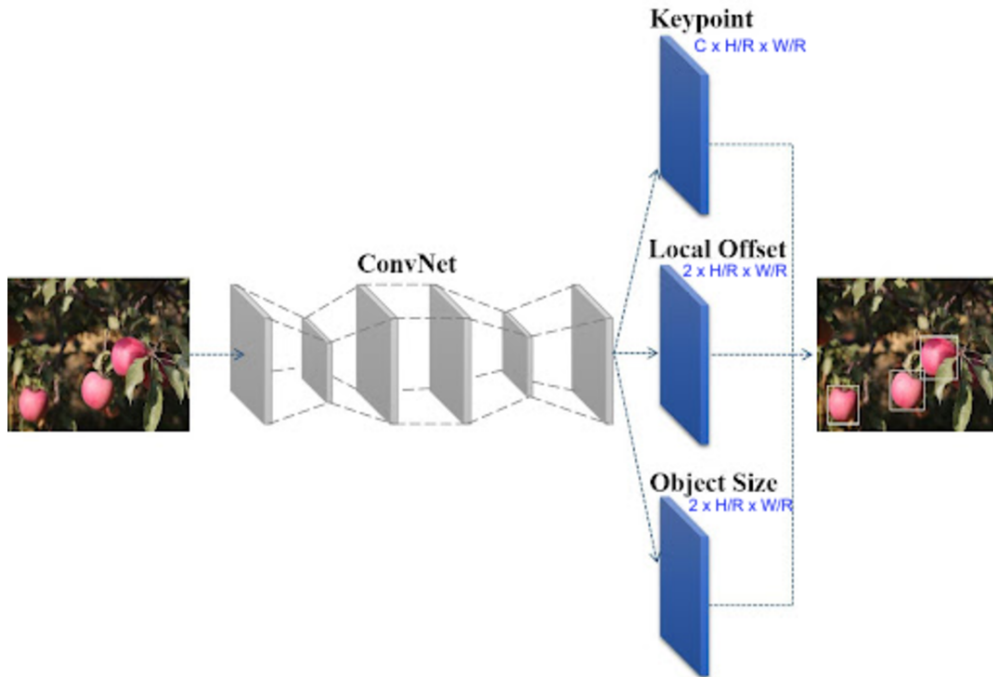 Keypoint
C x H/R x W/R
Local Offset
2 x H/R x W/R
ConvNet
Object Size
2 x H/R x W/R